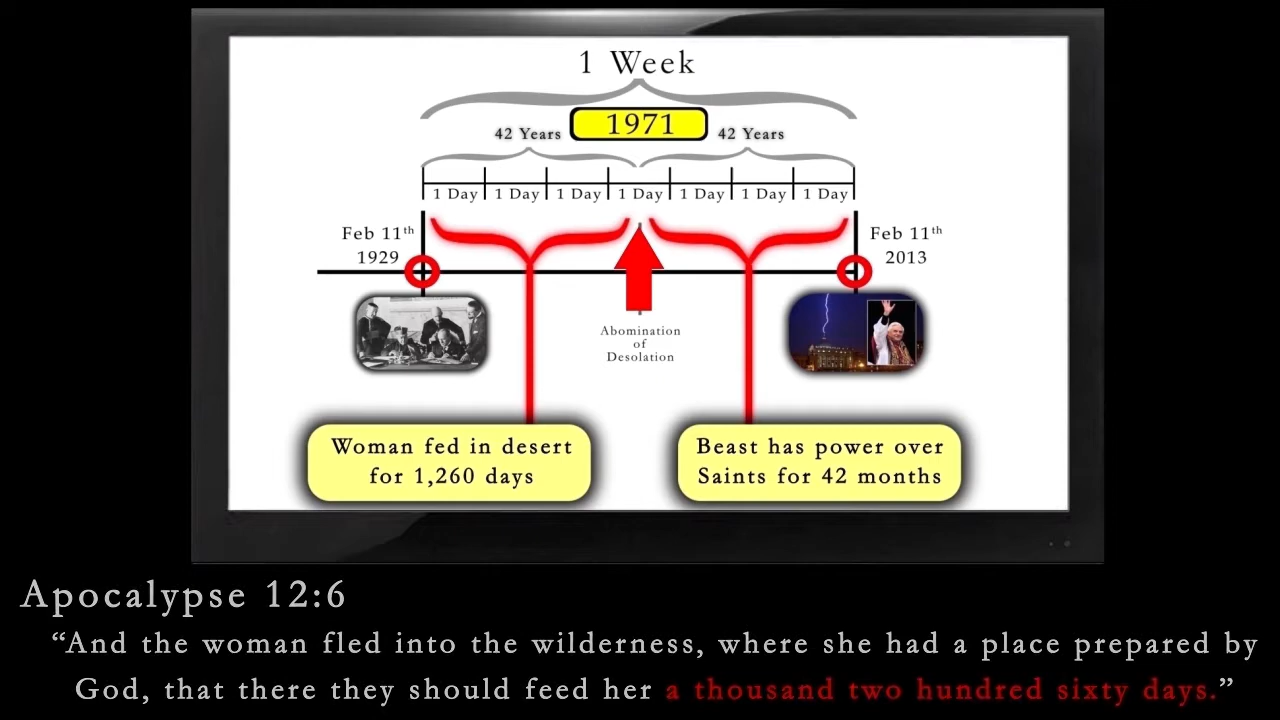 1 Week
42 Years
1971
42 Years
1 Day
1 Day
1 Day
1 Day
1 Day
1 Day
1 Day
Feb 11th
1929
Feb 11th
2013
Abomination
of
Desolation
Woman fed in desert
for 1,260 days
Beast has power over
Saints for 42 months
Apocalypse 12:6
“And the woman fled into the wilderness, where she had a place prepared by
God, that there they should feed her a thousand two hundred sixty days.”